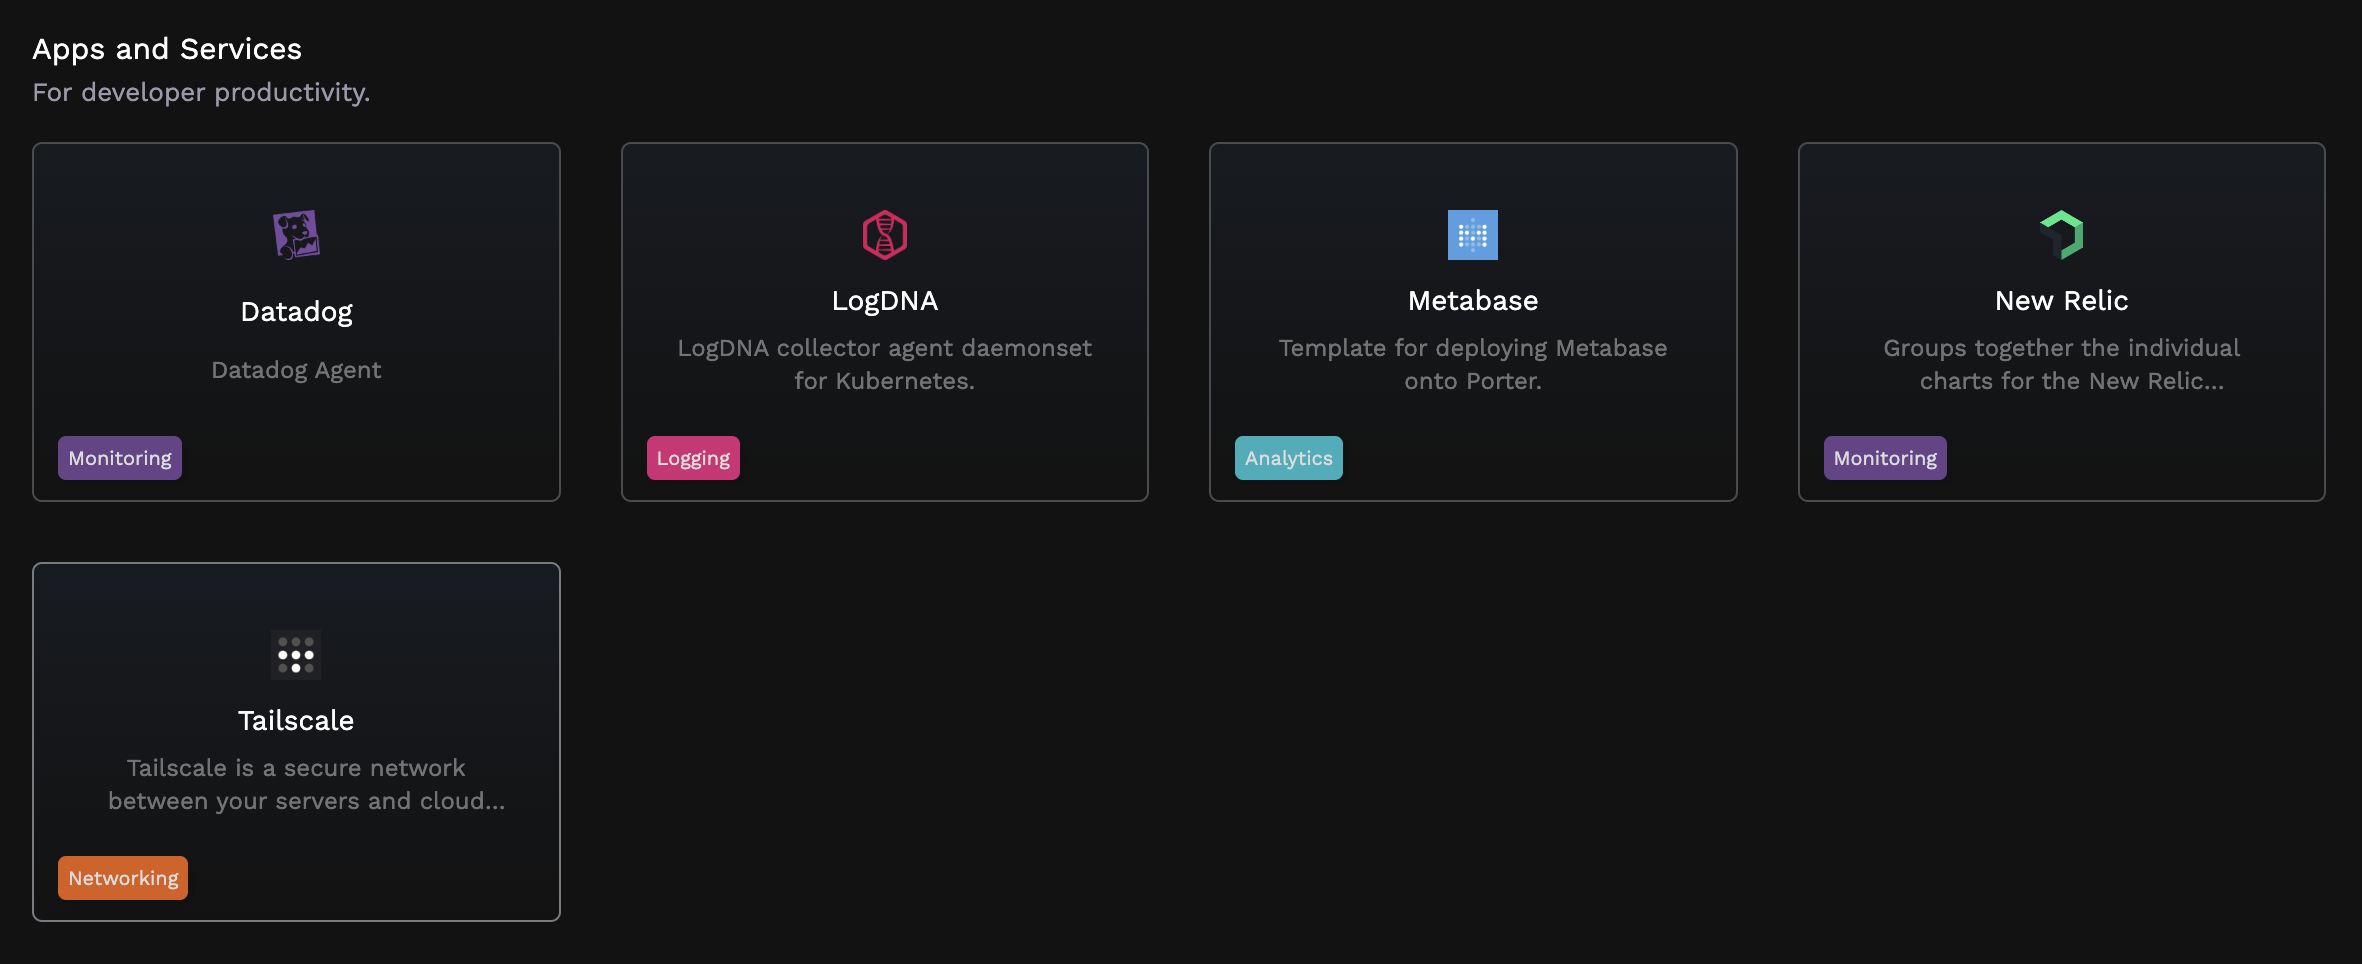 Apps and Services
For developer productivity.
Datadog
Datadog Agent
Monitoring
LogDNA
LogDNA collector agent daemonset
for Kubernetes.
Logging
Metabase
Template for deploying Metabase
onto Porter.
Analytics
New Relic
Groups together the individual
charts for the New Relic...
Monitoring
Tailscale
Tailscale is a secure network
between your servers and cloud...
Networking